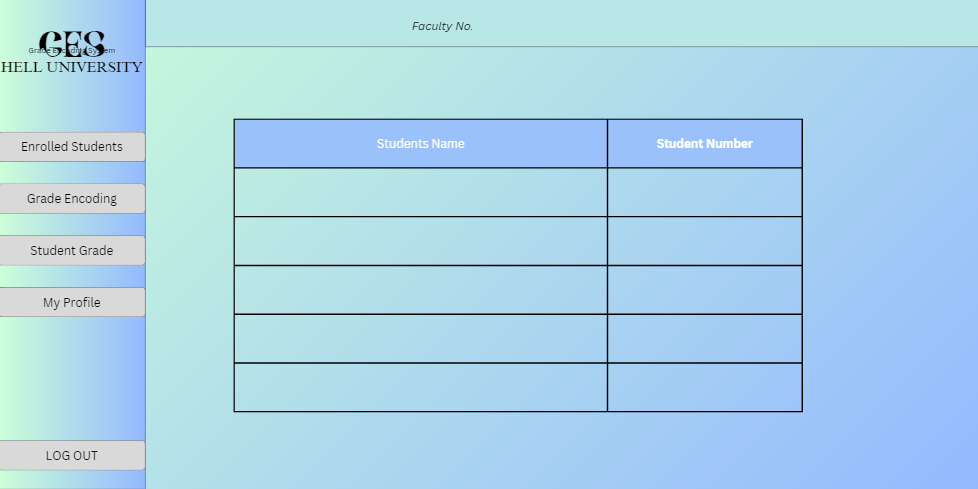 GES
Grade Encoding System
HELL UNIVERSITY
Faculty No.
Enrolled Students
Grade Encoding
Student Grade
My Profile
LOG OUT
Students Name
Student Number